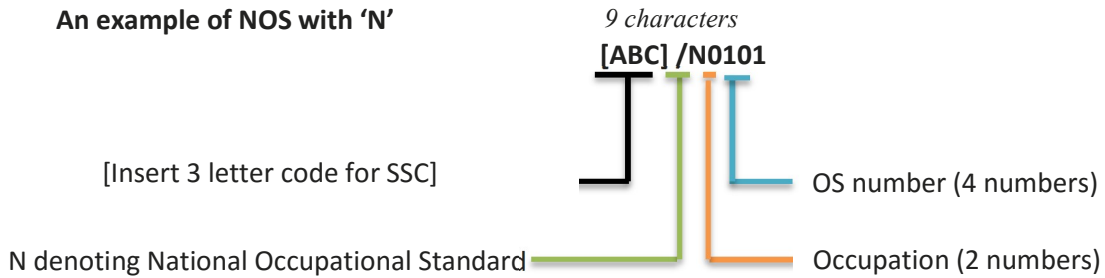 An example of NOS with ‘N’
9 characters
[ABC] /N0101
[Insert 3 letter code for SSC]
OS number (4 numbers)
N denoting National Occupational Standard
Occupation (2 numbers)